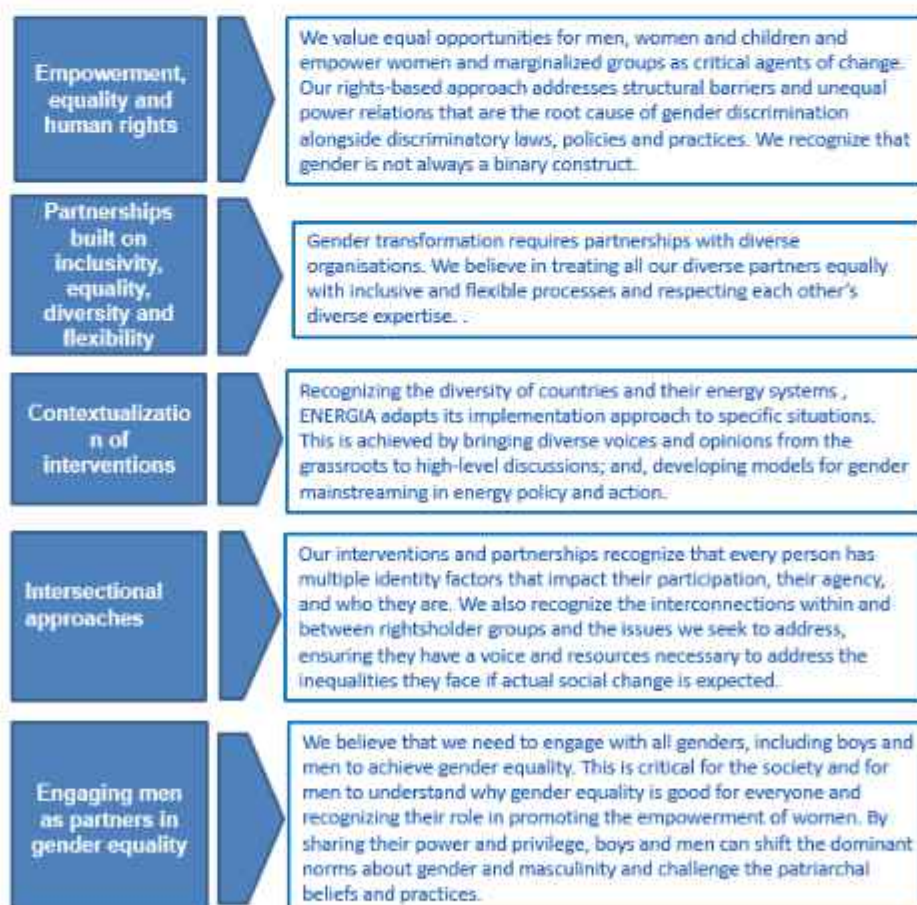 Empowerment,
equality and
human rights
We value equal opportunities for men, women and children and
empower women and marginalized groups as critical agents of change.
Our rights-based approach addresses structural barriers and unequal
power relations that are the root cause of gender discrimination
alongside discriminatory laws, policies and practices. We recognize that
gender is not always a binary construct.
Partnerships
built on
inclusivity,
equality,
diversity and
flexibility
Gender transformation requires partnerships with diverse
organisations. We believe in treating all our diverse partners equally
with inclusive and flexible processes and respecting each other's
diverse expertise. .
Contextualizatio
n of
interventions
Recognizing the diversity of countries and their energy systems ,
ENERGIA adapts its implementation approach to specific situations.
This is achieved by bringing diverse voices and opinions from the
grassroots to high-level discussions; and, developing models for gender
mainstreaming in energy policy and action.
Intersectional
approaches
Our interventions and partnerships recognize that every person has
multiple identity factors that impact their participation, their agency,
and who they are. We also recognize the interconnections within and
between rightsholder groups and the issues we seek to address,
ensuring they have a voice and resources necessary to address the
inequalities they face if actual social change is expected.
Engaging men
as partners in
gender equality
We believe that we need to engage with all genders, including boys and
men to achieve gender equality. This is critical for the society and for
men to understand why gender equality is good for everyone and
recognizing their role in promoting the empowerment of women. By
sharing their power and privilege, boys and men can shift the dominant
norms about gender and masculinity and challenge the patriarchal
beliefs and practices.